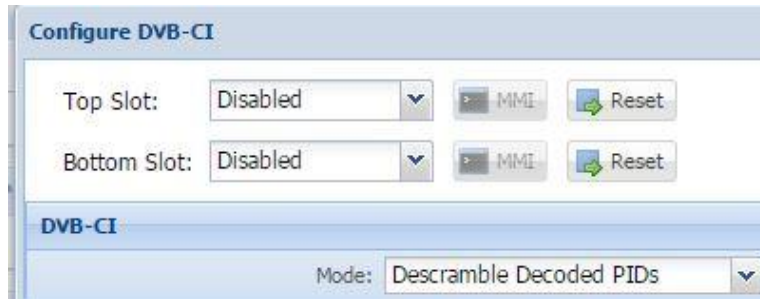 Configure DVB-CI
Top Slot: Disabled MMI Reset
Bottom Slot: Disabled MMI Reset
DVB-CI
Mode: Descramble Decoded PIDs